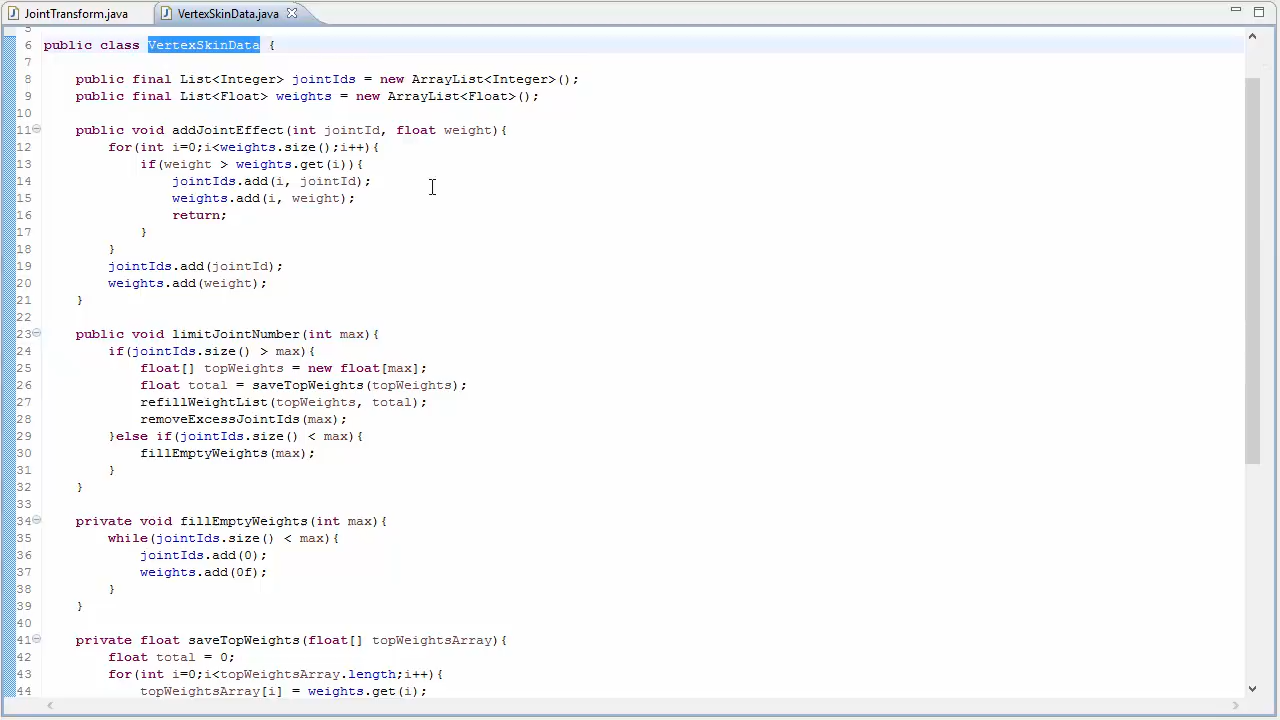 JointTransform.java VertexSkinData.java
5
6 public class VertexSkinData {
7
8 public final List<Integer> jointIds = new ArrayList<Integer>();
9 public final List<Float> weights = new ArrayList<Float>();
10
11 public void addJointEffect(int jointId, float weight){
12 for(int i=0;i<weights.size();i++){
13 if(weight > weights.get(i)){
14 jointIds.add(i, jointId);
15 weights.add(i, weight);
16 return;
17 }
18 }
19 jointIds.add(jointId);
20 weights.add(weight);
21 }
22
23 public void limitJointNumber(int max){
24 if(jointIds.size() > max){
25 float[] topWeights = new float[max];
26 float total = saveTopWeights(topWeights);
27 refillWeightList(topWeights, total);
28 removeExcessJointIds(max);
29 }else if(jointIds.size() < max){
30 fillEmptyWeights(max);
31 }
32 }
33
34 private void fillEmptyWeights(int max){
35 while(jointIds.size() < max){
36 jointIds.add(0);
37 weights.add(0f);
38 }
39 }
40
41 private float saveTopWeights(float[] topWeightsArray){
42 float total = 0;
43 for(int i=0;i<topWeightsArray.length;i++){
44 topWeightsArray[i] = weights.get(i);